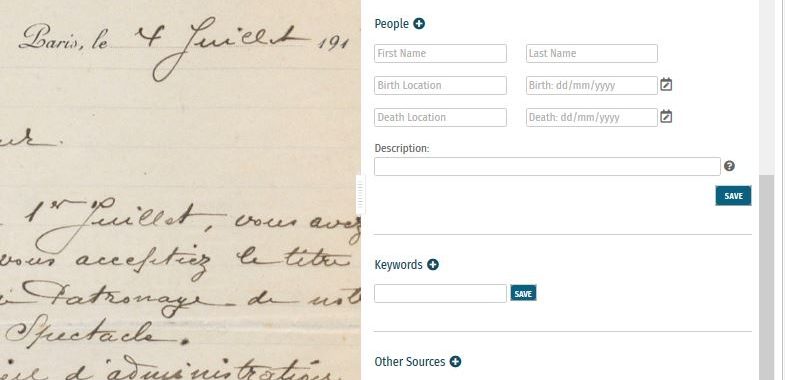 Paris, le 4 Juillet 191
ur.
1er Juillet, vous avez
vous acceptiez le titre
Patronage de not
Spectacle.
d'administration
People
First Name
Last Name
Birth Location
Birth: dd/mm/yyyy
Death Location
Death: dd/mm/yyyy
Description:
SAVE
Keywords
SAVE
Other Sources